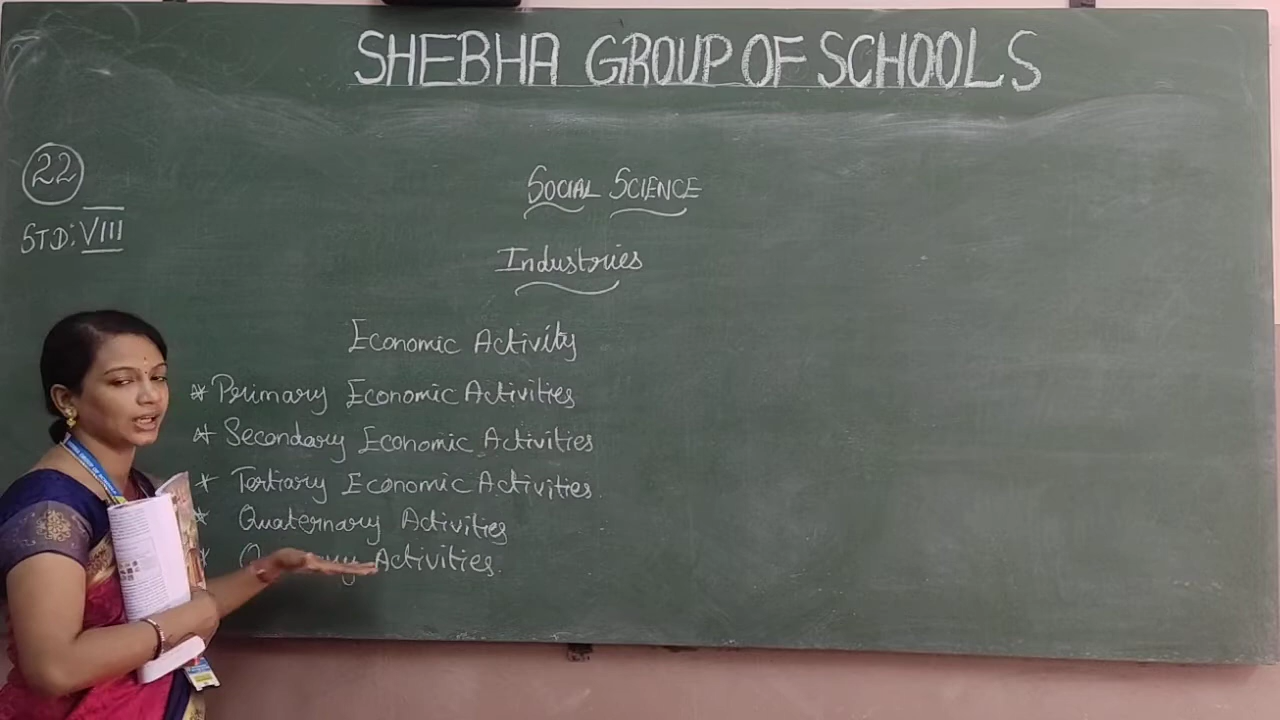 SHEBHA GROUP OF SCHOOLS
22
STD: VIII
SOCIAL SCIENCE
Industries
Economic Activity
* Primary Economic Activities
* Secondary Economic Activities
* Tertiary Economic Activities.
* Quaternary Activities
* Activities.